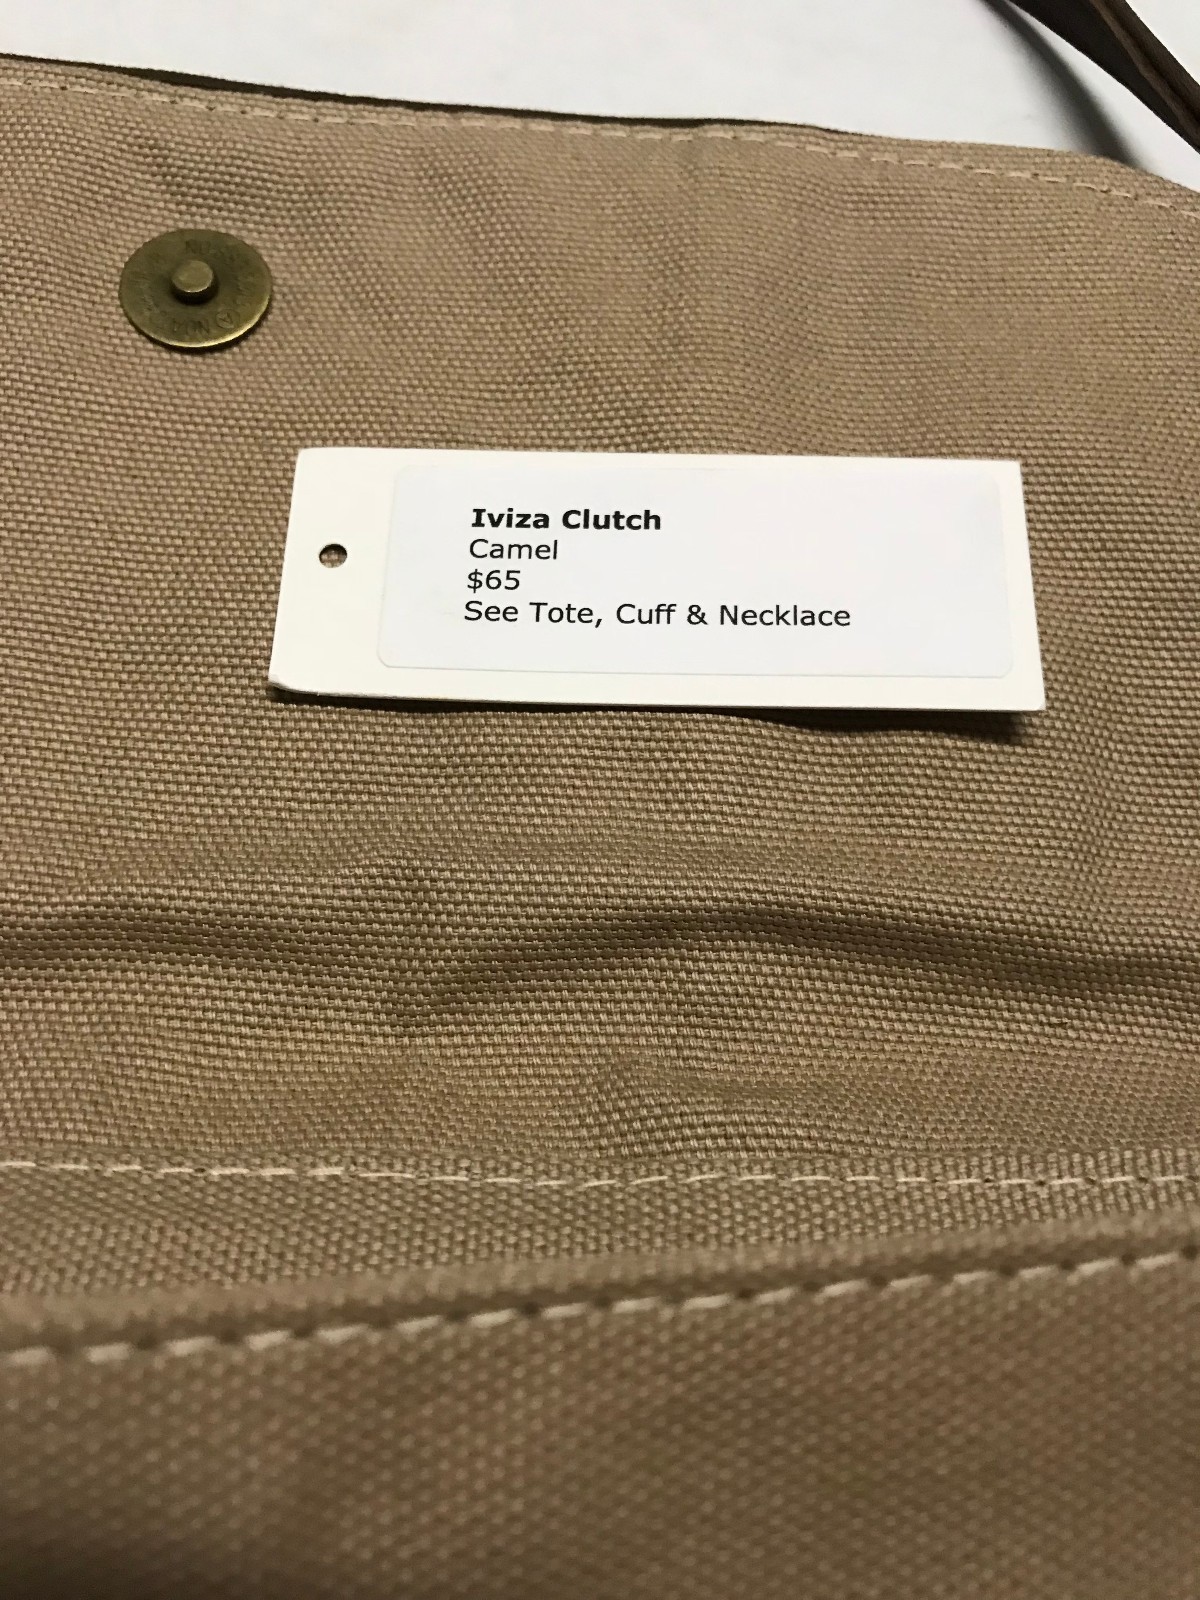 Iviza Clutch
Camel
$65
See Tote, Cuff & Necklace